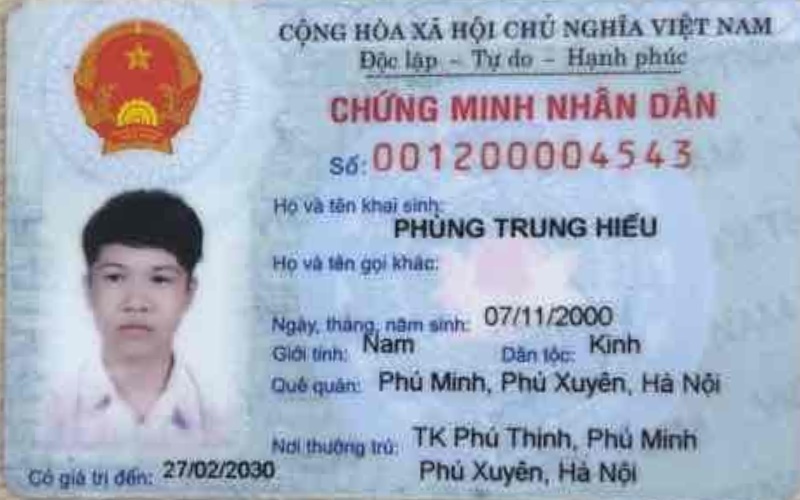 CỘNG HÒA XÃ HỘI CHỦ NGHĨA VIỆT NAM
Độc lập - Tự do - Hạnh phúc
CHỨNG MINH NHÂN DÂN
Số: 001200004543
Họ và tên khai sinh:
PHÙNG TRUNG HIẾU
Họ và tên gọi khác:
Ngày, tháng, năm sinh: 07/11/2000
Giới tính: Nam Dân tộc: Kinh
Quê quán: Phú Minh, Phú Xuyên, Hà Nội
Nơi thường trú: TK Phú Thịnh, Phú Minh
Phú Xuyên, Hà Nội
Có giá trị đến: 27/02/2030